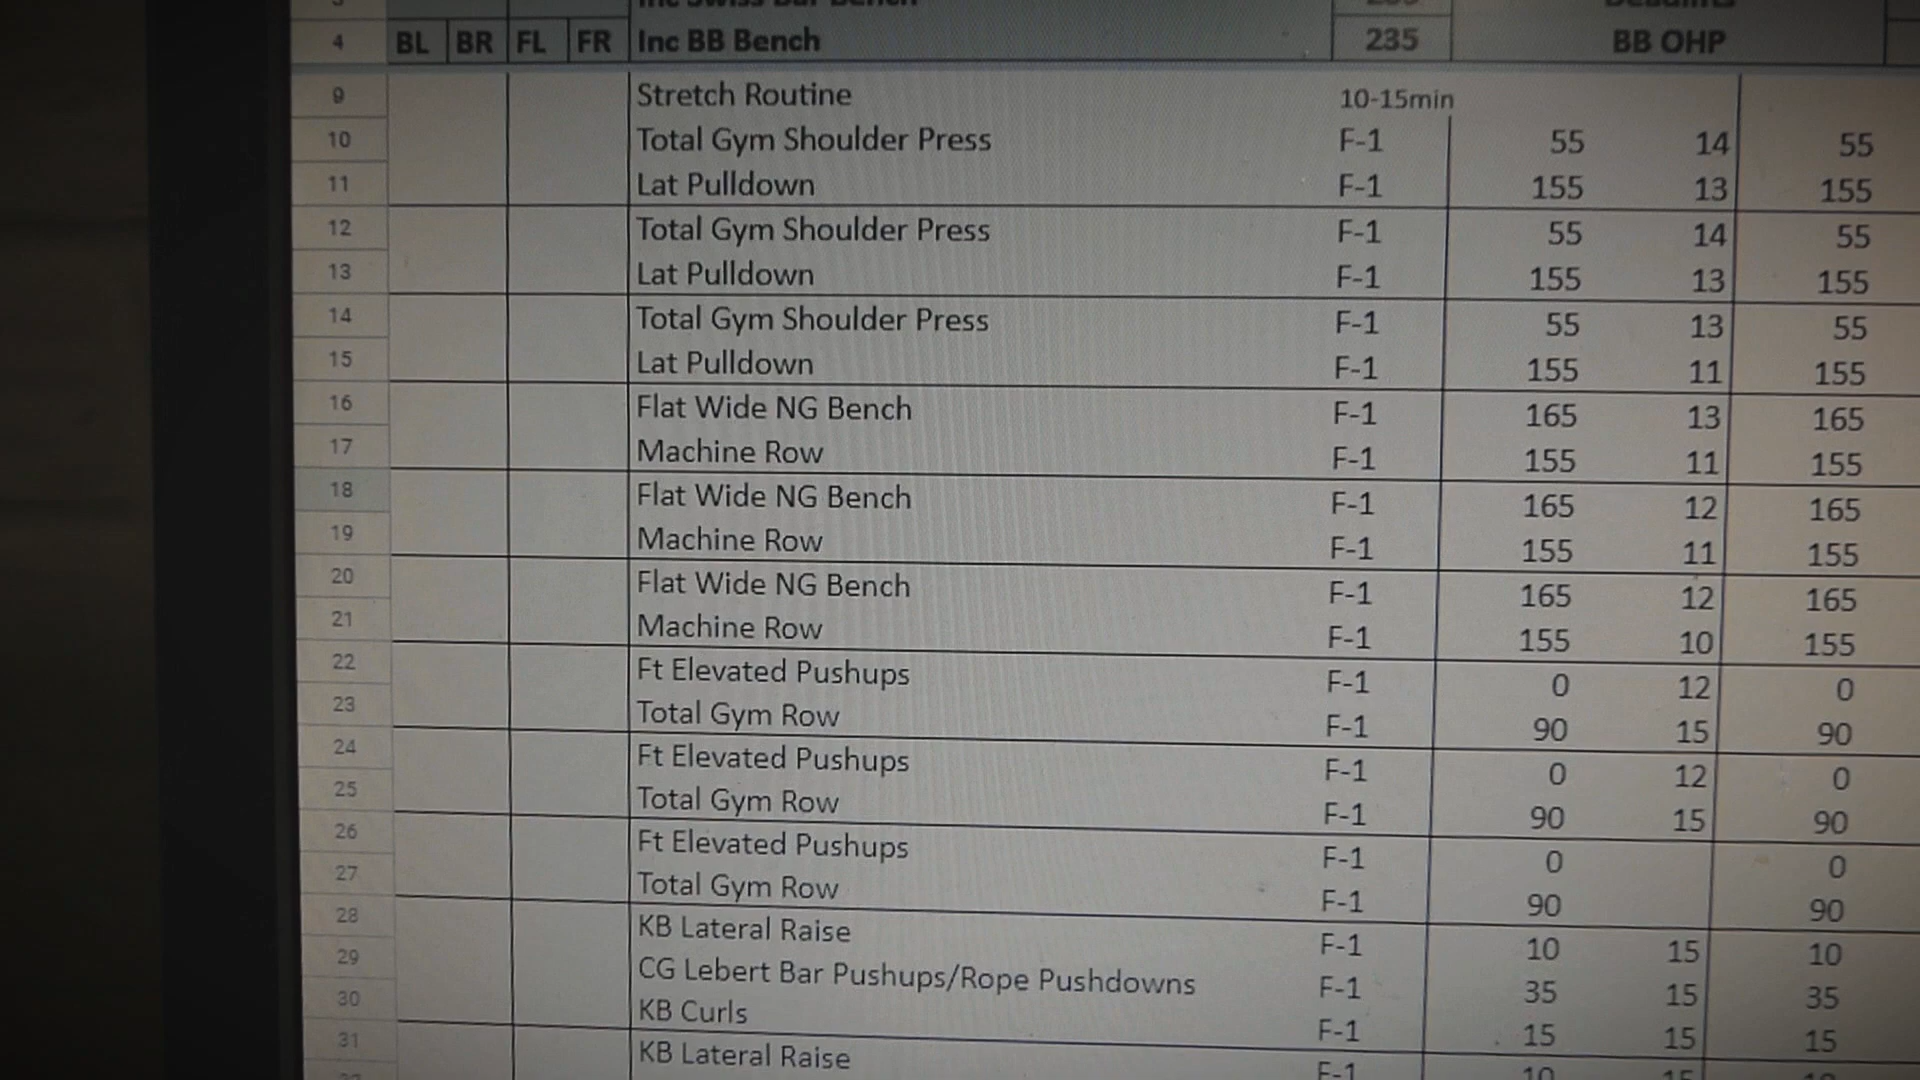 Inc Swiss Bar Bench Deadlifts
4 BL BR FL FR Inc BB Bench 235 BB OHP
9 Stretch Routine 10-15min
10 Total Gym Shoulder Press F-1 55 14 55
11 Lat Pulldown F-1 155 13 155
12 Total Gym Shoulder Press F-1 55 14 55
13 Lat Pulldown F-1 155 13 155
14 Total Gym Shoulder Press F-1 55 13 55
15 Lat Pulldown F-1 155 11 155
16 Flat Wide NG Bench F-1 165 13 165
17 Machine Row F-1 155 11 155
18 Flat Wide NG Bench F-1 165 12 165
19 Machine Row F-1 155 11 155
20 Flat Wide NG Bench F-1 165 12 165
21 Machine Row F-1 155 10 155
22 Ft Elevated Pushups F-1 0 12 0
23 Total Gym Row F-1 90 15 90
24 Ft Elevated Pushups F-1 0 12 0
25 Total Gym Row F-1 90 15 90
26 Ft Elevated Pushups F-1 0 0
27 Total Gym Row F-1 90 90
28 KB Lateral Raise F-1 10 15 10
29 CG Lebert Bar Pushups/Rope Pushdowns F-1 35 15 35
30 KB Curls F-1 15 15 15
31 KB Lateral Raise F-1 10 15 10